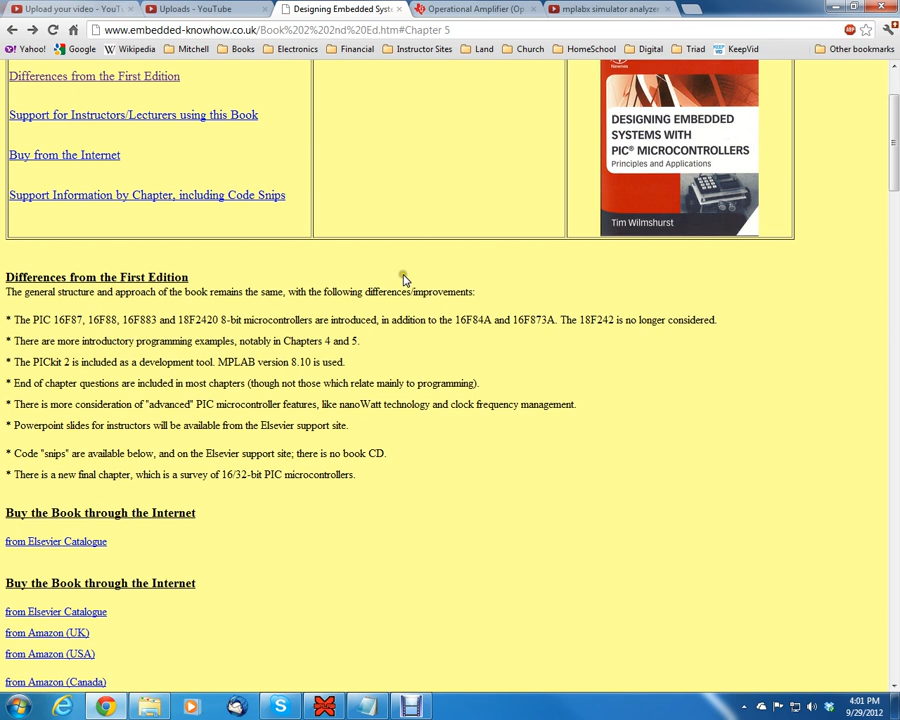 Upload your video - YouTu
Uploads - YouTube
Designing Embedded Syste
Operational Amplifier (Op
mplabx simulator analyzer
www.embedded-knowhow.co.uk/Book%202%202nd%20Ed.htm#Chapter 5
Yahoo! Google Wikipedia Mitchell Books Electronics Financial Instructor Sites Land Church HomeSchool Digital Triad KeepVid Other bookmarks
Differences from the First Edition
Support for Instructors/Lecturers using this Book
Buy from the Internet
Support Information by Chapter, including Code Snips
Newnes
DESIGNING EMBEDDED
SYSTEMS WITH
PIC® MICROCONTROLLERS
Principles and Applications
Tim Wilmshurst
Differences from the First Edition
The general structure and approach of the book remains the same, with the following differences/improvements:
* The PIC 16F87, 16F88, 16F883 and 18F2420 8-bit microcontrollers are introduced, in addition to the 16F84A and 16F873A. The 18F242 is no longer considered.
* There are more introductory programming examples, notably in Chapters 4 and 5.
* The PICkit 2 is included as a development tool. MPLAB version 8.10 is used.
* End of chapter questions are included in most chapters (though not those which relate mainly to programming).
* There is more consideration of "advanced" PIC microcontroller features, like nanoWatt technology and clock frequency management.
* Powerpoint slides for instructors will be available from the Elsevier support site.
* Code "snips" are available below, and on the Elsevier support site; there is no book CD.
* There is a new final chapter, which is a survey of 16/32-bit PIC microcontrollers.
Buy the Book through the Internet
from Elsevier Catalogue
Buy the Book through the Internet
from Elsevier Catalogue
from Amazon (UK)
from Amazon (USA)
from Amazon (Canada)
4:01 PM
9/29/2012